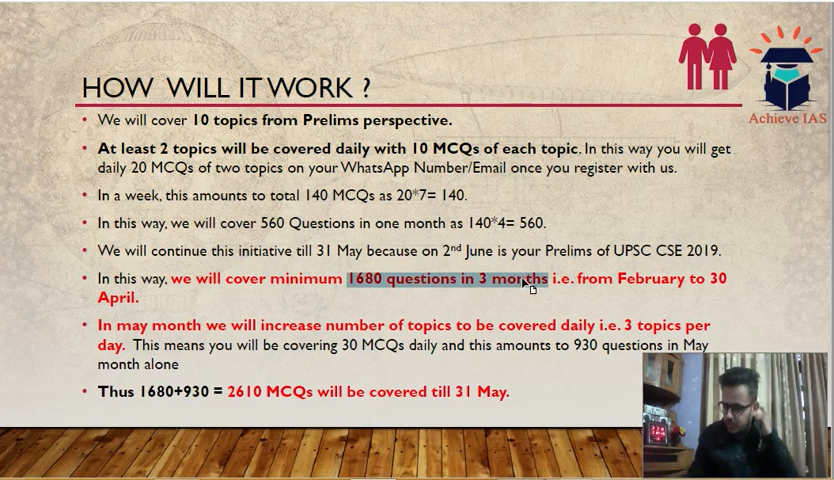 HOW WILL IT WORK ?
Achieve IAS
• We will cover 10 topics from Prelims perspective.
• At least 2 topics will be covered daily with 10 MCQs of each topic. In this way you will get
daily 20 MCQs of two topics on your WhatsApp Number/Email once you register with us.
• In a week, this amounts to total 140 MCQs as 20*7= 140.
• In this way, we will cover 560 Questions in one month as 140*4= 560.
• We will continue this initiative till 31 May because on 2nd June is your Prelims of UPSC CSE 2019.
• In this way, we will cover minimum 1680 questions in 3 months i.e. from February to 30
April.
• In may month we will increase number of topics to be covered daily i.e. 3 topics per
day. This means you will be covering 30 MCQs daily and this amounts to 930 questions in May
month alone
• Thus 1680+930 = 2610 MCQs will be covered till 31 May.